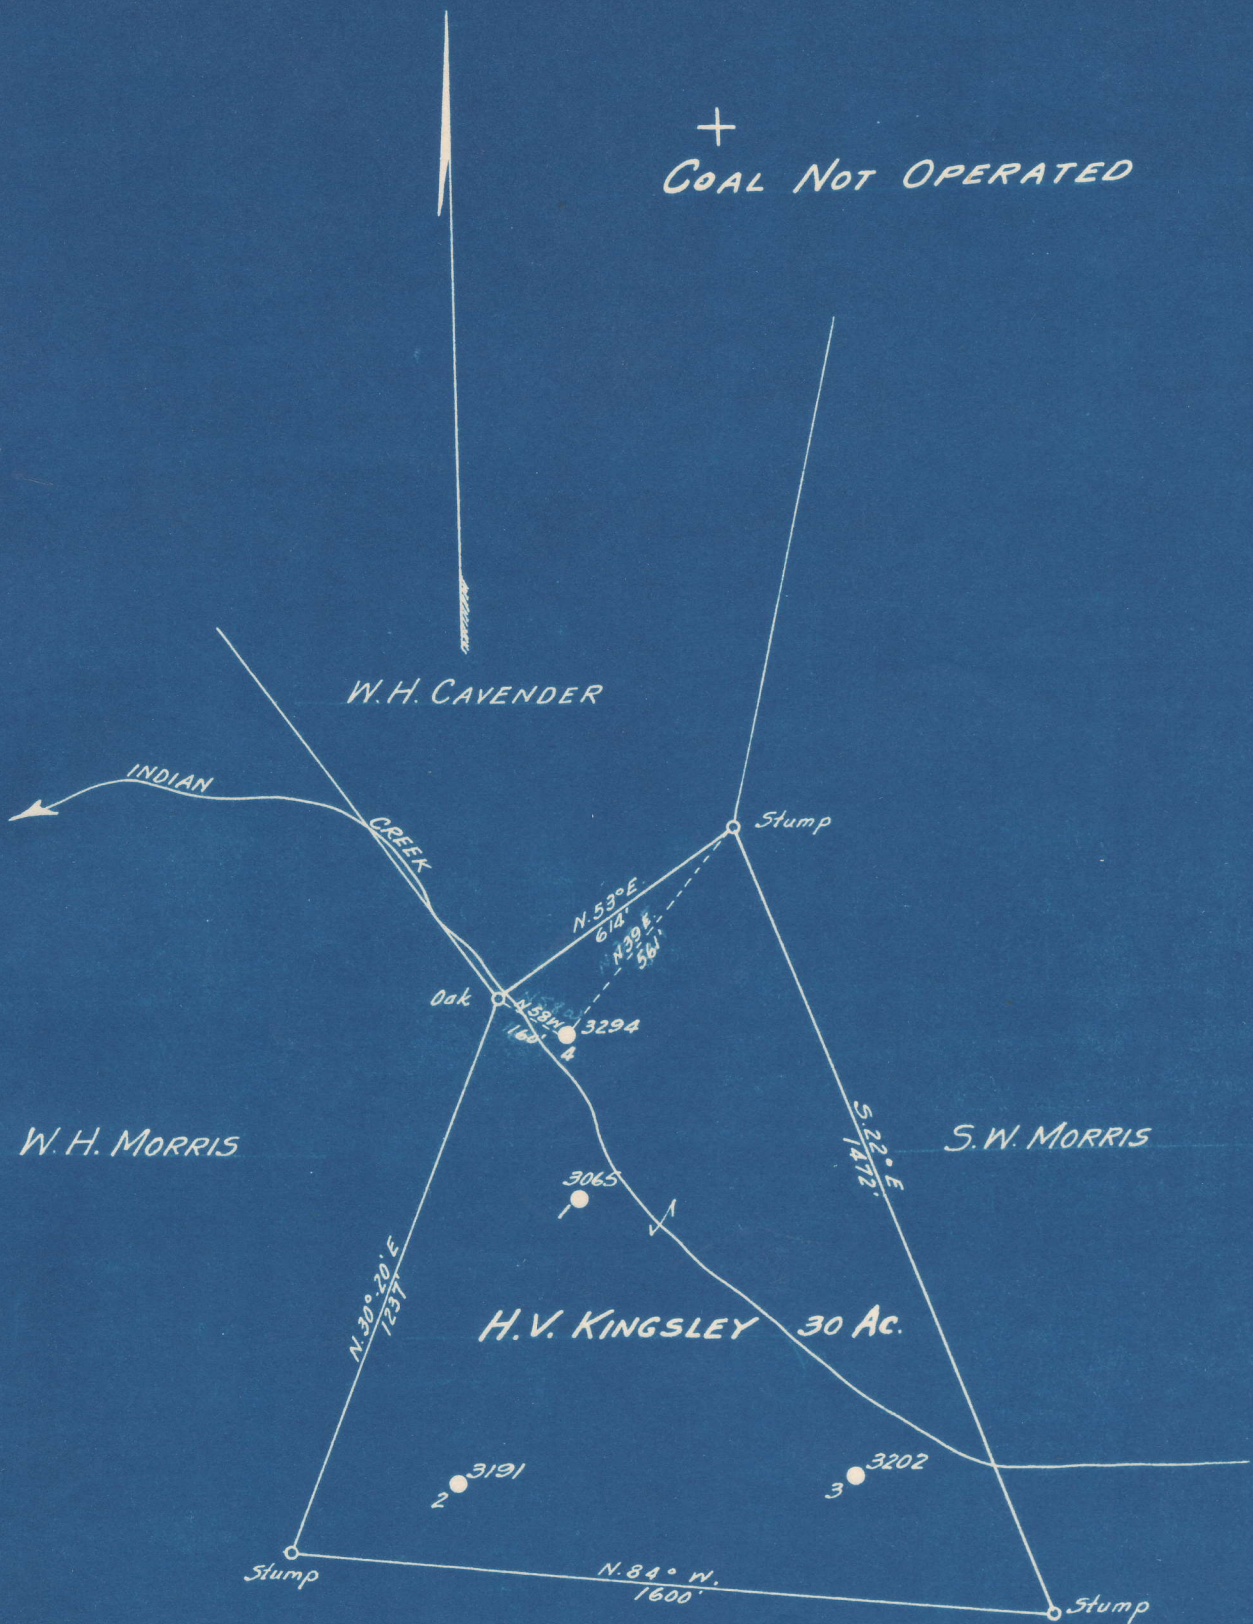 COAL NOT OPERATED
W.H. CAVENDER
INDIAN
CREEK
Stump
N.53°E.
614'
N39E.
561'
Oak
N58W
160'
3294
4
W.H. MORRIS
S.W. MORRIS
S.22°E
1472'
3065
1
N.30°-20'E
1237'
H.V. KINGSLEY 30 AC.
3191
2
3202
3
Stump
N.84° W.
1600'
Stump